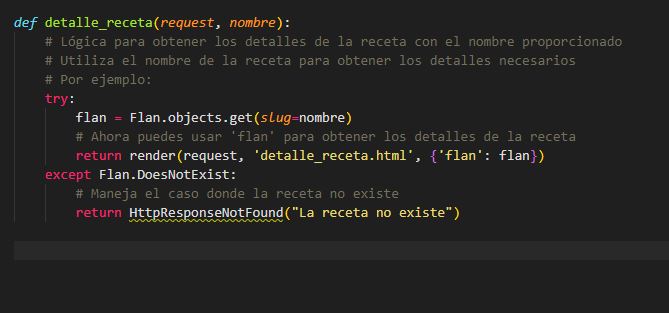 def detalle_receta(request, nombre):
    # Lógica para obtener los detalles de la receta con el nombre proporcionado
    # Utiliza el nombre de la receta para obtener los detalles necesarios
    # Por ejemplo:
    try:
        flan = Flan.objects.get(slug=nombre)
        # Ahora puedes usar 'flan' para obtener los detalles de la receta
        return render(request, 'detalle_receta.html', {'flan': flan})
    except Flan.DoesNotExist:
        # Maneja el caso donde la receta no existe
        return HttpResponseNotFound("La receta no existe")